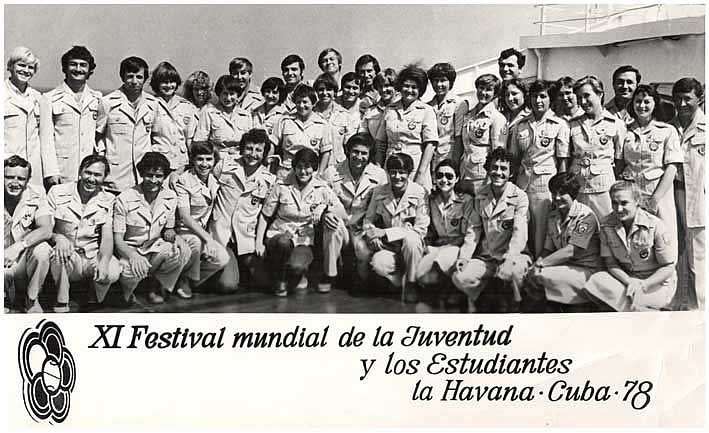 XI Festival mundial de la Juventud
y los Estudiantes
la Havana · Cuba · 78